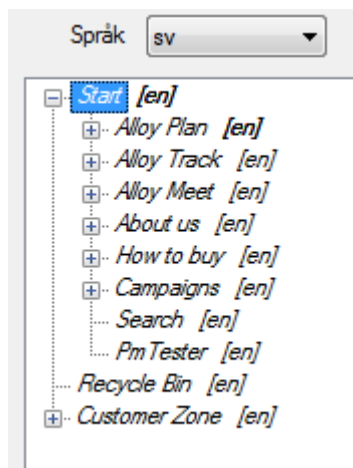 Språk sv
Start [en]
Alloy Plan [en]
Alloy Track [en]
Alloy Meet [en]
About us [en]
How to buy [en]
Campaigns [en]
Search [en]
PmTester [en]
Recycle Bin [en]
Customer Zone [en]